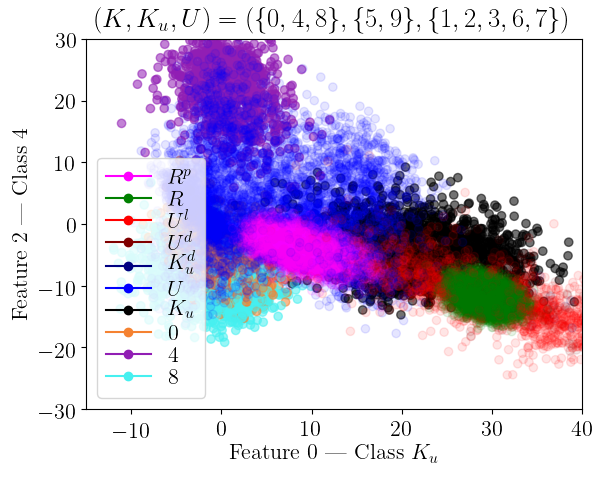 (K, K_u, U) = ({0, 4, 8}, {5, 9}, {1, 2, 3, 6, 7})
30
20
10
0
−10
−20
−30
Feature 2 — Class 4
R^p
R
U^l
U^d
K_u^d
U
K_u
0
4
8
−10 0 10 20 30 40
Feature 0 — Class K_u